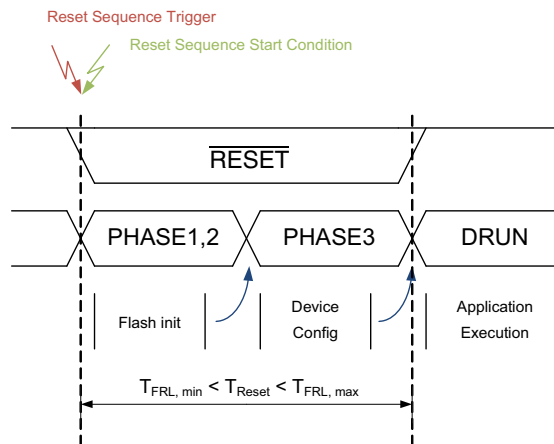 Reset Sequence Trigger
Reset Sequence Start Condition
RESET
PHASE1,2
PHASE3
DRUN
Flash init
Device
Config
Application
Execution
TFRL, min < TReset < TFRL, max